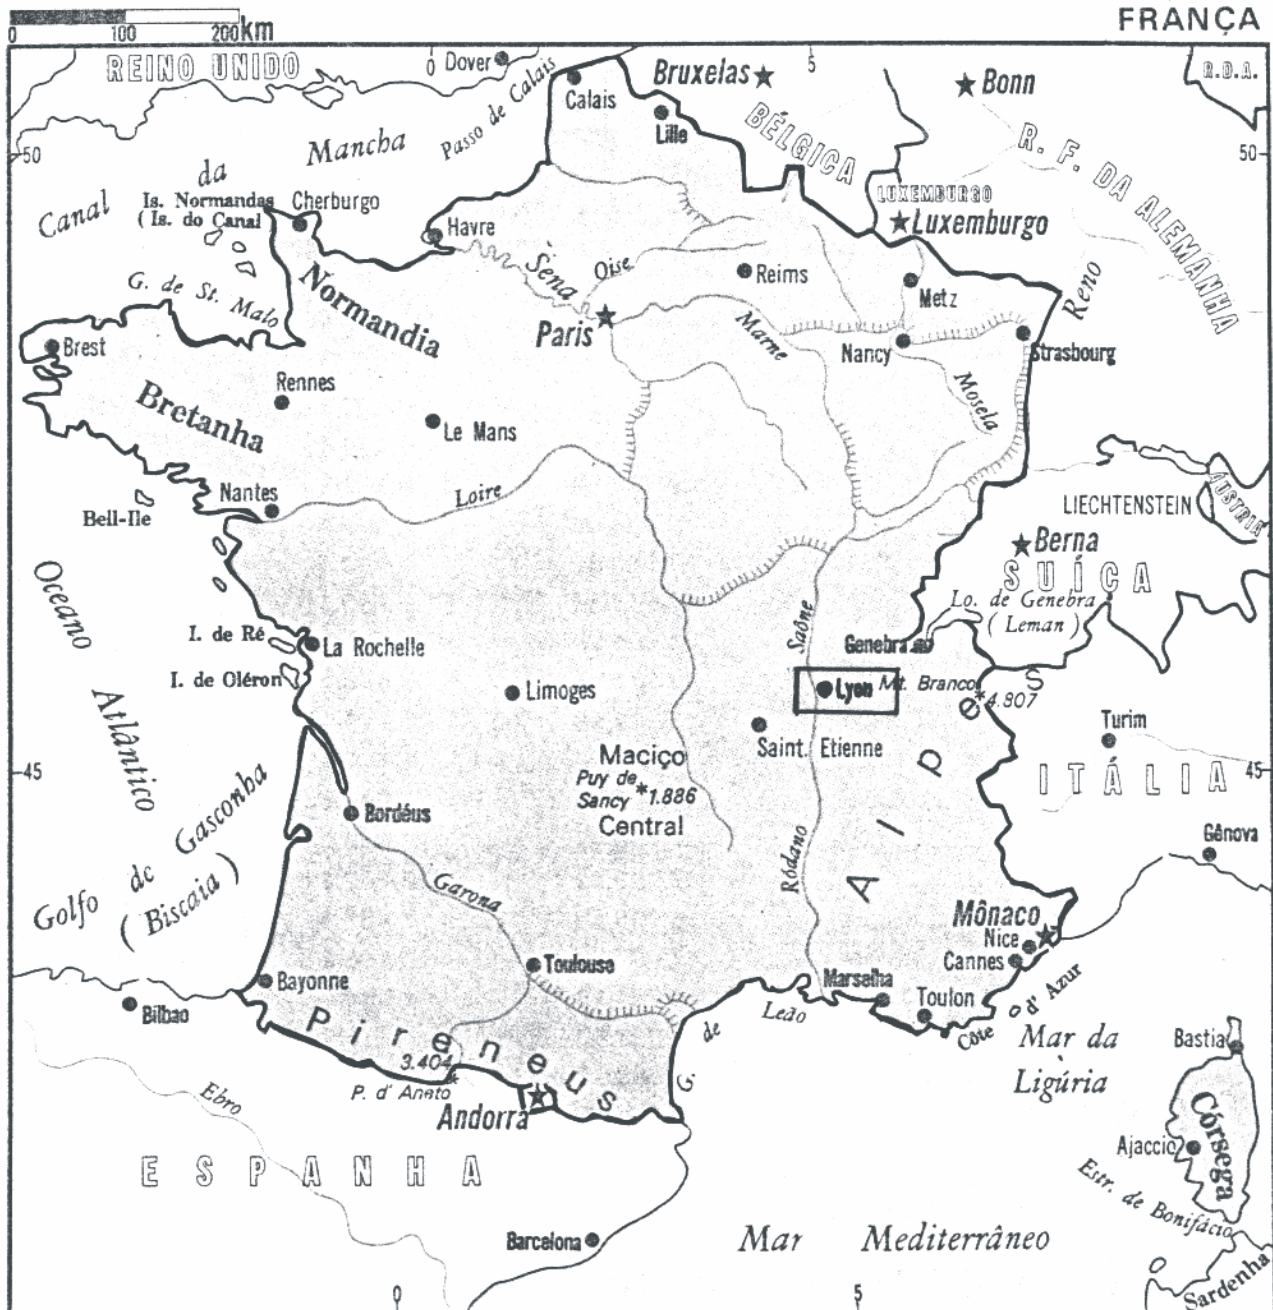 FRANÇA
0 100 200km
REINO UNIDO
0
Dover
5
R.D.A.
Passo de Calais
Calais
Bruxelas
Bonn
Lille
BÉLGICA
R. F. DA ALEMANHA
50
50
Canal da Mancha
Is. Normandas
( Is. do Canal
Cherburgo
LUXEMBURGO
Luxemburgo
Havre
Sena
Oise
Reims
Metz
Reno
G. de St. Malo
Normandia
Paris
Marne
Nancy
Strasbourg
Brest
Rennes
Bretanha
Le Mans
Mosela
Nantes
Loire
Bell-Ile
LIECHTENSTEIN
ÁUSTRIA
Berna
SUÍÇA
Oceano Atlântico
Lo. de Genebra
( Leman )
Saône
Genebra
I. de Ré
La Rochelle
I. de Oléron
Limoges
Lyon
Mt. Branco
4.807
Alpes
Turim
Saint. Etienne
Maciço
Puy de
Sancy 1.886
Central
45
45
ITÁLIA
Golfo de Gasconha
( Biscaia )
Bordéus
Gênova
Ródano
Garona
Mônaco
Nice
Cannes
Toulouse
Bayonne
Marselha
Toulon
Côte d' Azur
Bilbao
G. de Leão
Pireneus
3.404
P. d' Aneto
Andorra
Mar da
Ligúria
Bastia
Córsega
Ajaccio
Ebro
ESPANHA
Estr. de Bonifácio
Barcelona
Mar Mediterrâneo
Sardenha
0
5